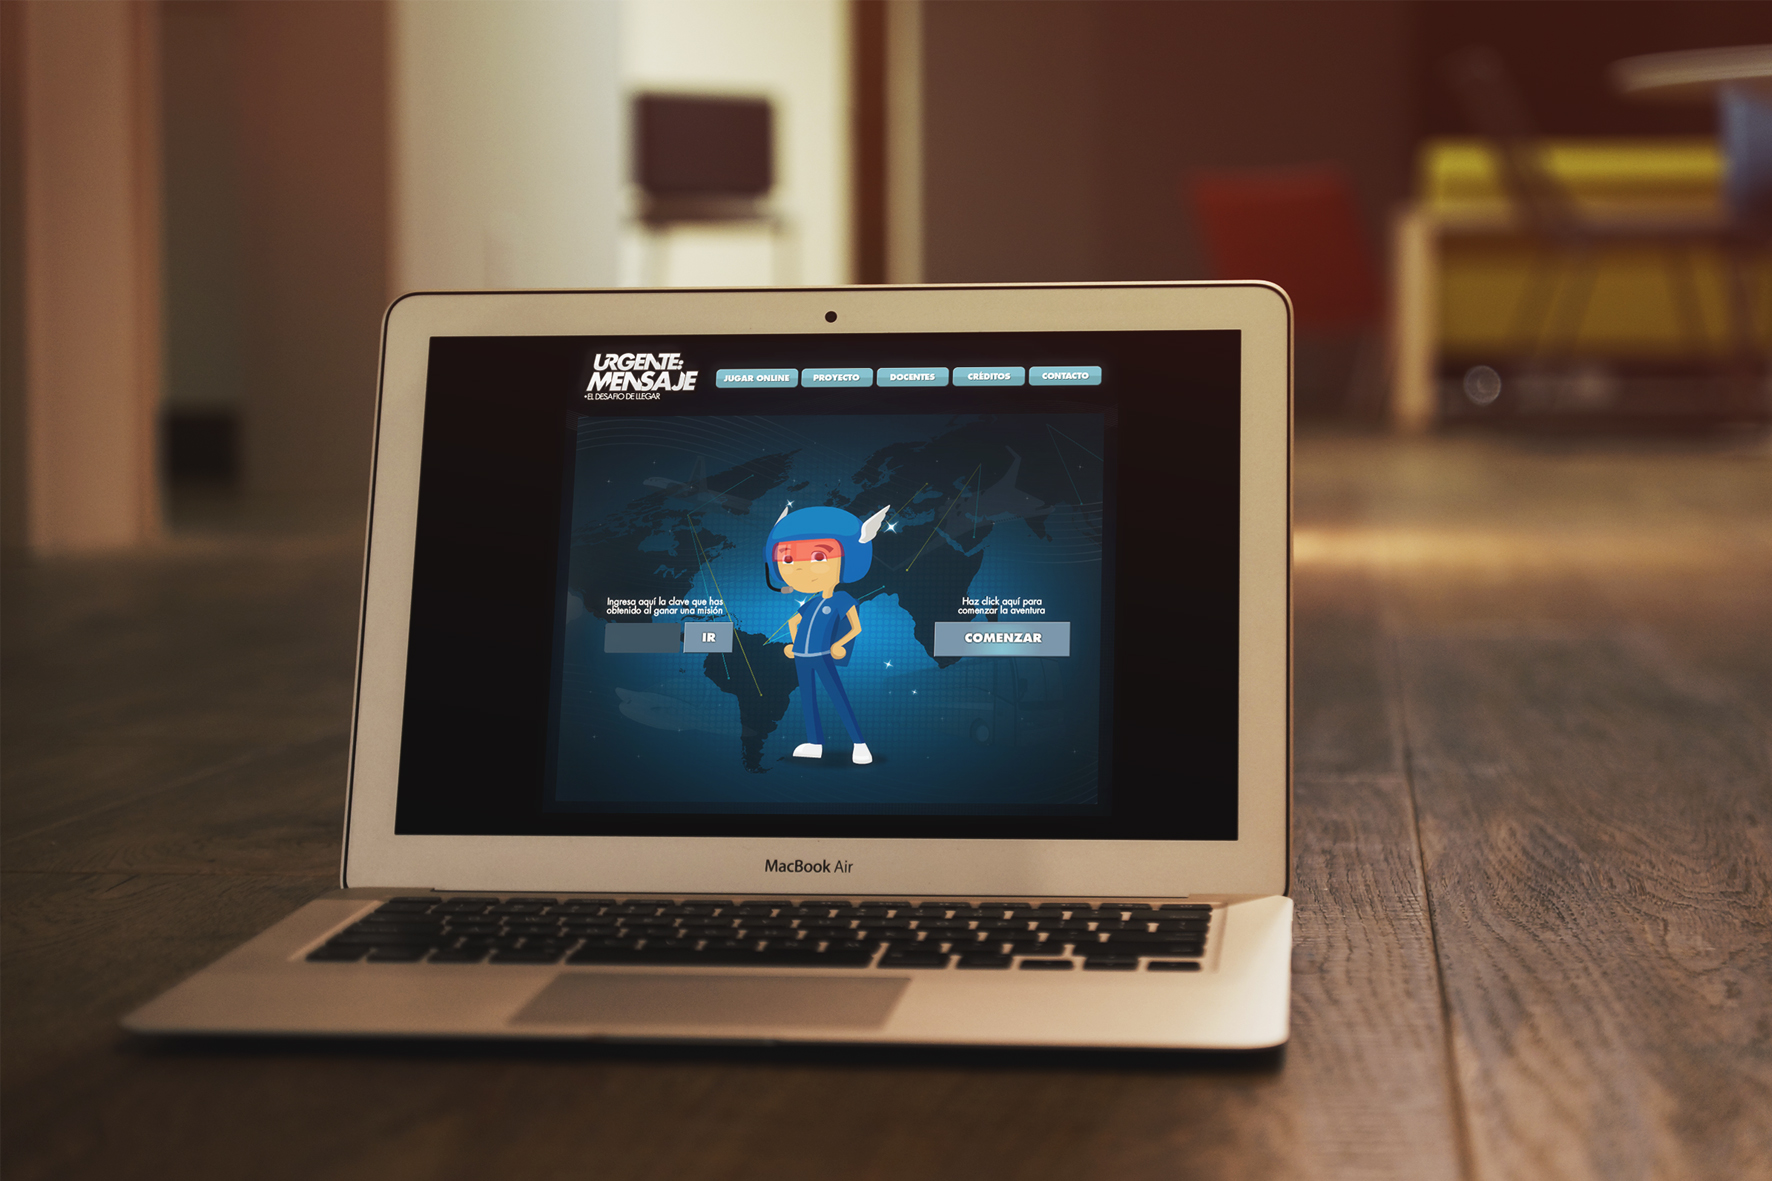 URGENTE:
MENSAJE
•EL DESAFIO DE LLEGAR
JUGAR ONLINE
PROYECTO
DOCENTES
CRÉDITOS
CONTACTO
Ingresa aquí la clave que has
obtenido al ganar una misión
IR
Haz click aquí para
comenzar la aventura
COMENZAR
MacBook Air